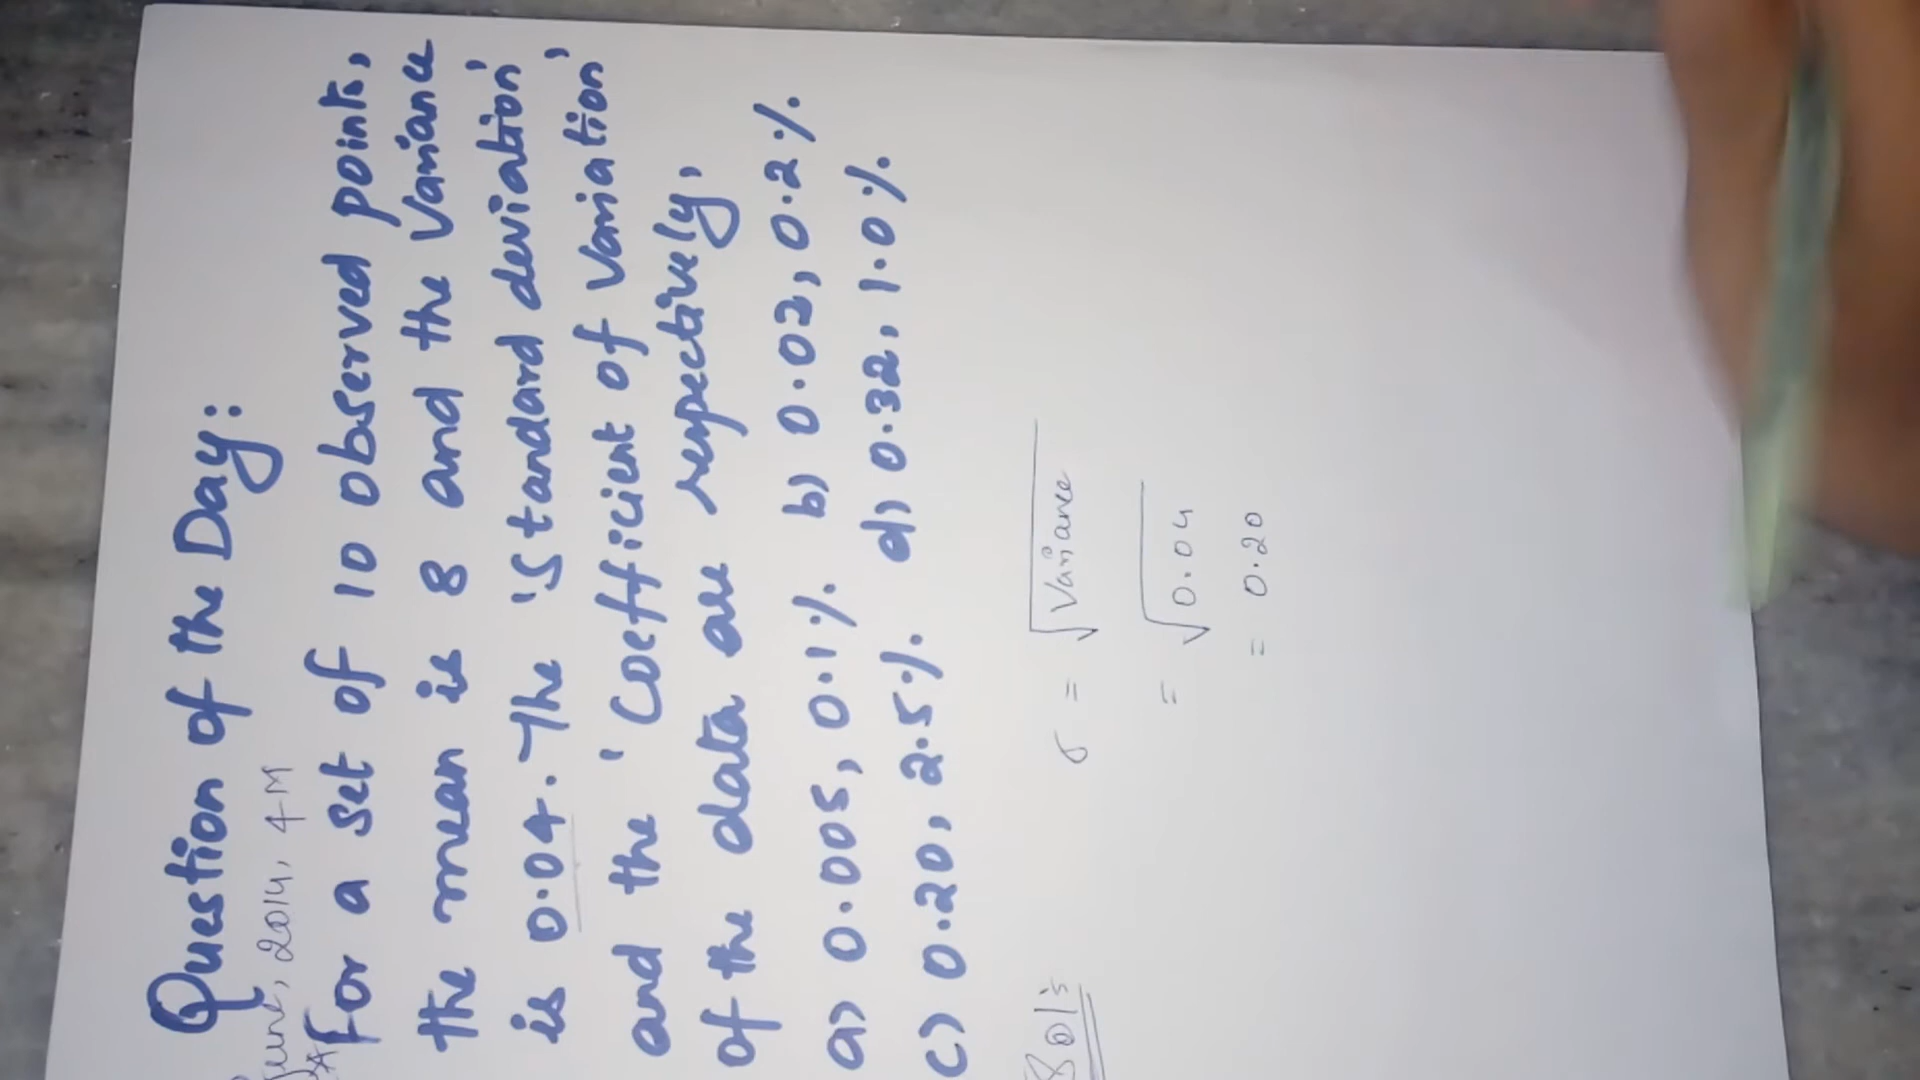 Question of the Day:
June, 2014, 4M
For a set of 10 observed points,
the mean is 8 and the Variance
is 0.04. The 'Standard deviation'
and the 'Coefficient of Variation'
of the data are respectively,
a) 0.005, 0.1% b) 0.02, 0.2%
c) 0.20, 2.5% d) 0.32, 1.0%
Sol:
σ = √Variance
= √0.04
= 0.20